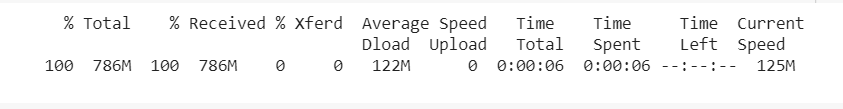 % Total % Received % Xferd Average Speed Time Time Time Current
Dload Upload Total Spent Left Speed
100 786M 100 786M 0 0 122M 0 0:00:06 0:00:06 --:--:-- 125M